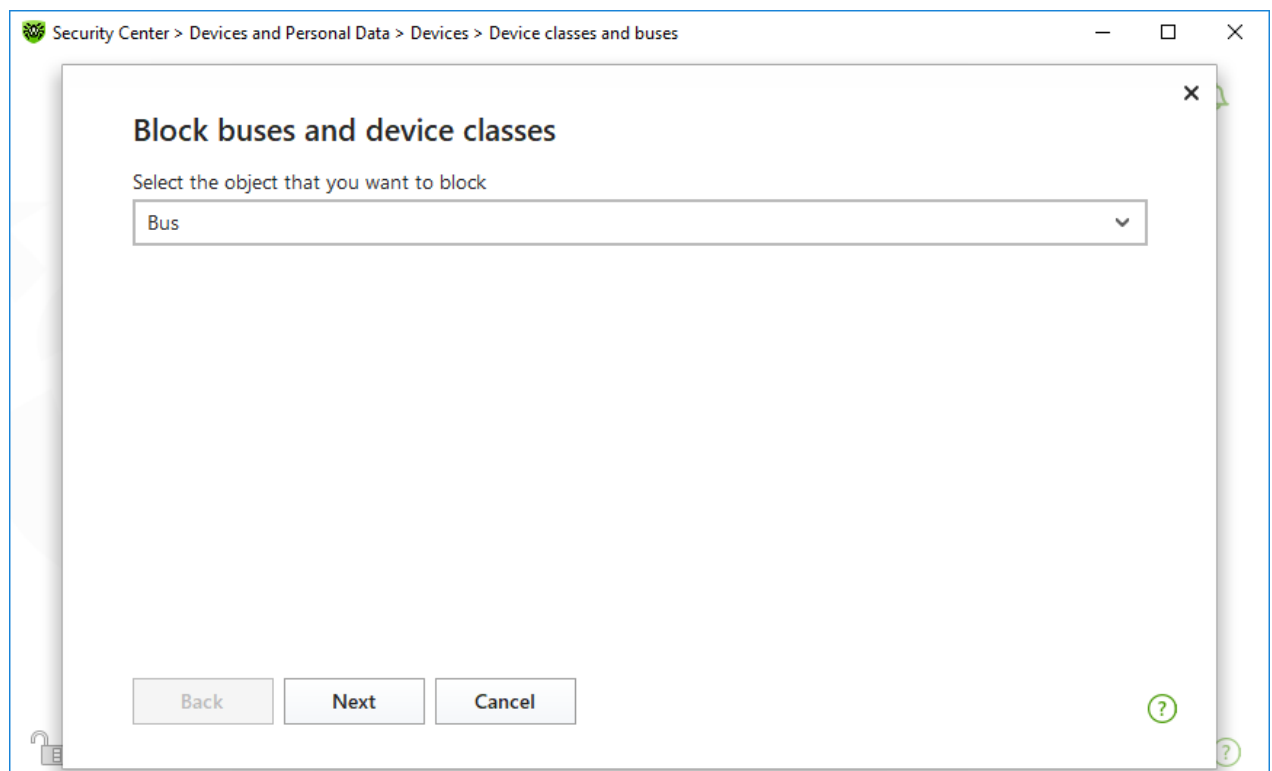 Security Center > Devices and Personal Data > Devices > Device classes and buses
Block buses and device classes
Select the object that you want to block
Bus
Back Next Cancel
?
?